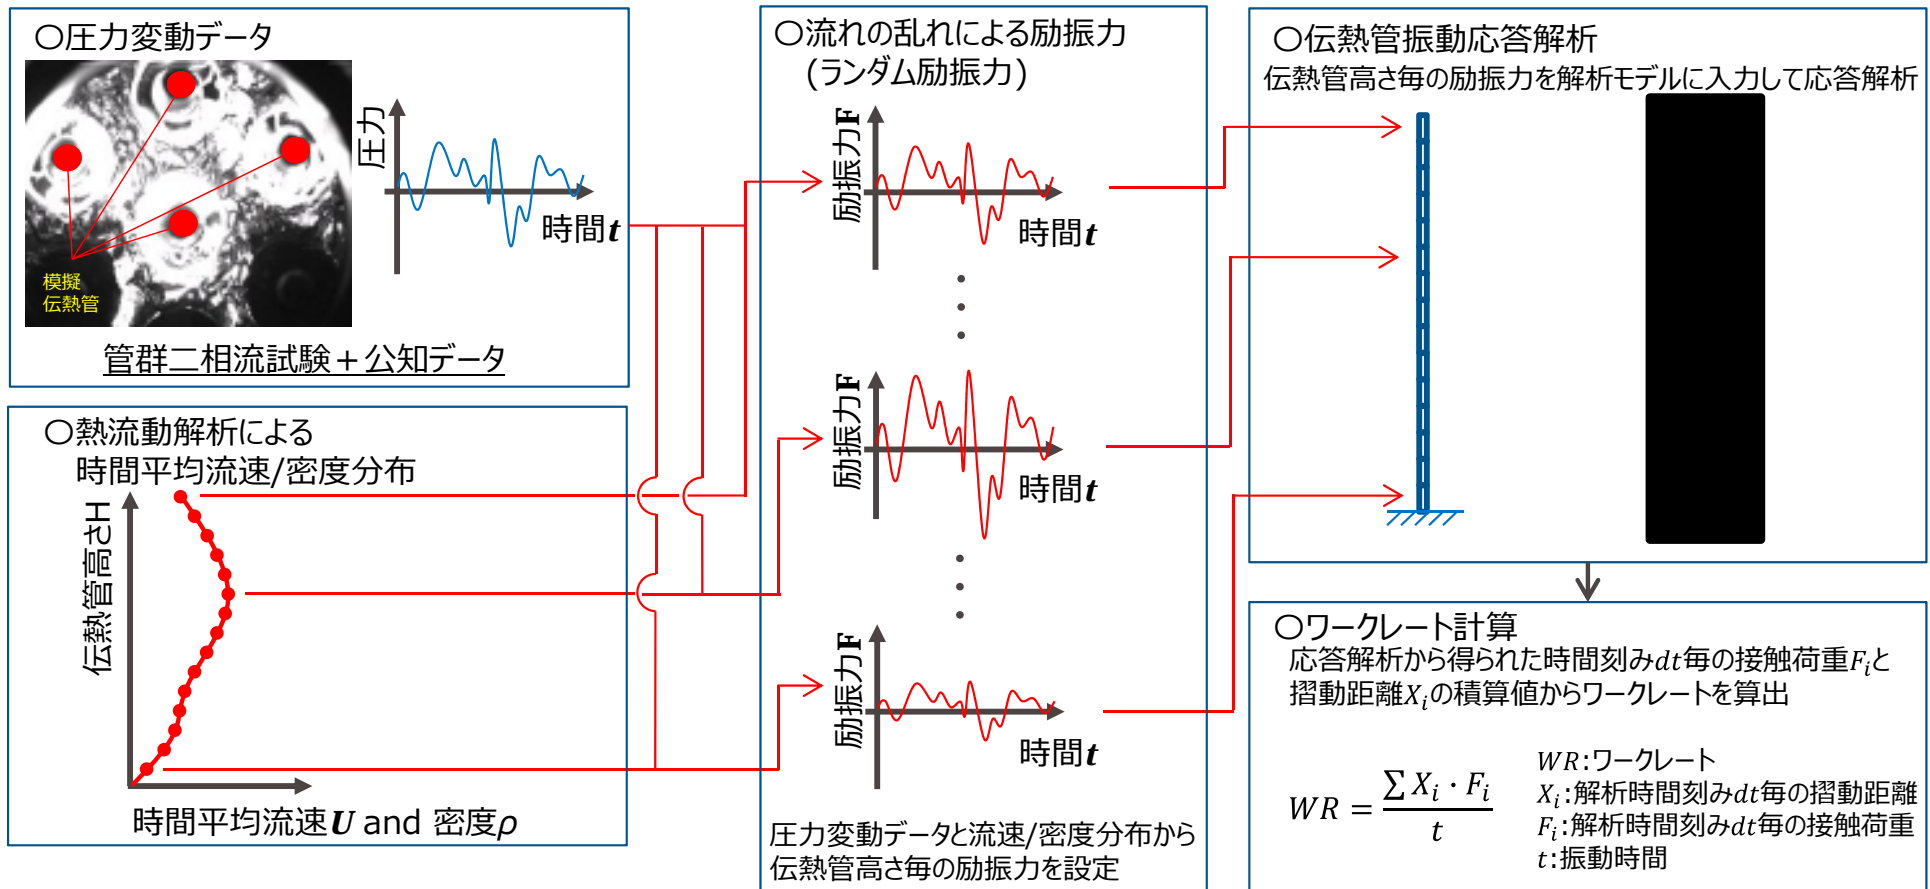 〇圧力変動データ
圧力
時間t
模擬
伝熱管
管群二相流試験＋公知データ
〇熱流動解析による
時間平均流速/密度分布
伝熱管高さH
時間平均流速U and 密度ρ
〇流れの乱れによる励振力
(ランダム励振力)
励振力F
時間t
励振力F
時間t
励振力F
時間t
圧力変動データと流速/密度分布から
伝熱管高さ毎の励振力を設定
〇伝熱管振動応答解析
伝熱管高さ毎の励振力を解析モデルに入力して応答解析
〇ワークレート計算
応答解析から得られた時間刻みdt毎の接触荷重F_iと
摺動距離X_iの積算値からワークレートを算出
WR = ∑ X_i · F_i / t
WR:ワークレート
X_i:解析時間刻みdt毎の摺動距離
F_i:解析時間刻みdt毎の接触荷重
t:振動時間